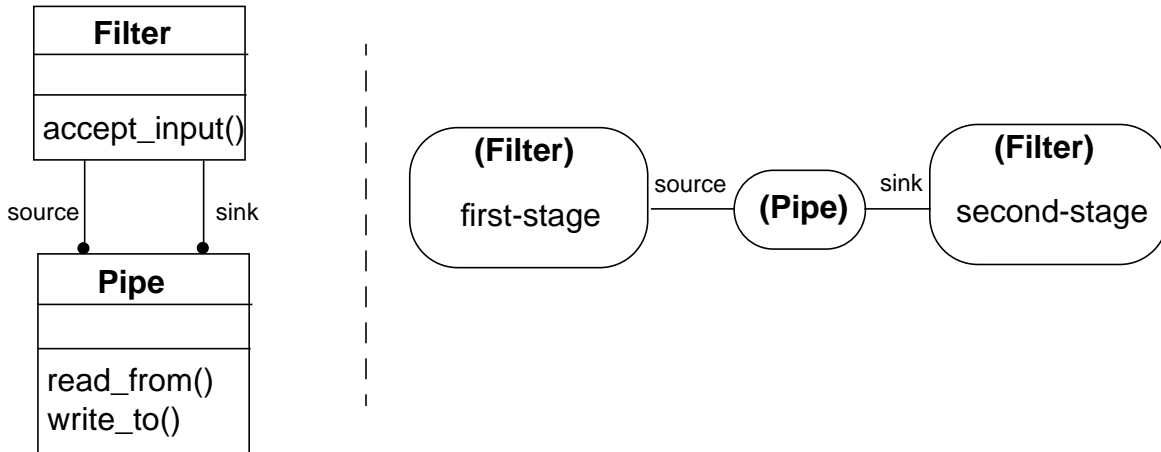 Filter
accept_input()
source
sink
Pipe
read_from()
write_to()
(Filter)
first-stage
source
(Pipe)
sink
(Filter)
second-stage